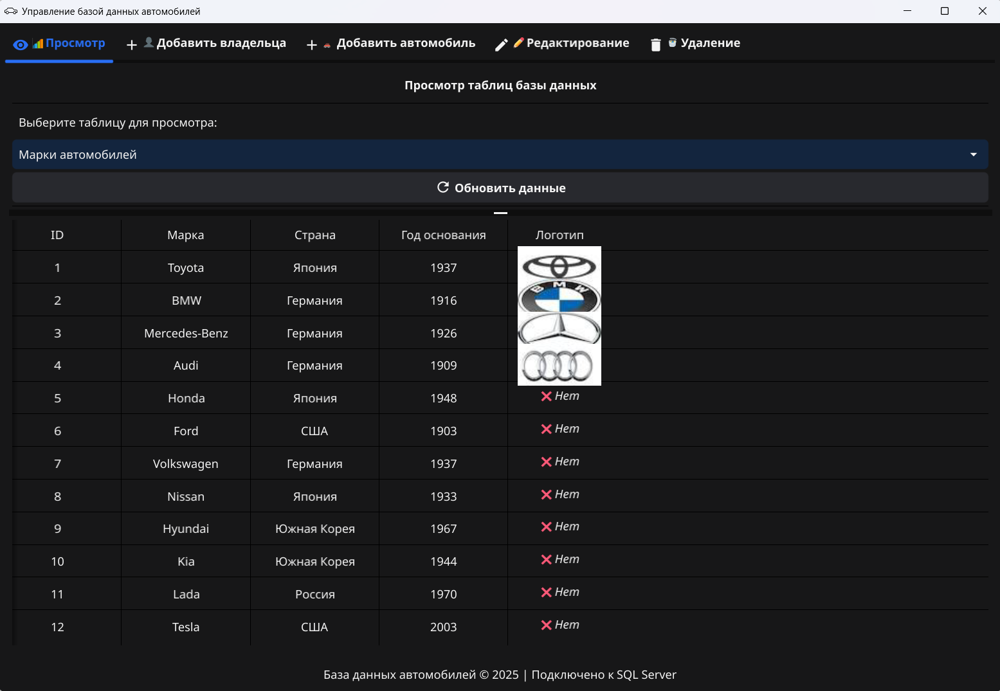 Управление базой данных автомобилей
Просмотр Добавить владельца Добавить автомобиль Редактирование Удаление
Просмотр таблиц базы данных
Выберите таблицу для просмотра:
Марки автомобилей
Обновить данные
ID Марка Страна Год основания Логотип
1 Toyota Япония 1937
2 BMW Германия 1916 BMW
3 Mercedes-Benz Германия 1926
4 Audi Германия 1909
5 Honda Япония 1948 ❌ Нет
6 Ford США 1903 ❌ Нет
7 Volkswagen Германия 1937 ❌ Нет
8 Nissan Япония 1933 ❌ Нет
9 Hyundai Южная Корея 1967 ❌ Нет
10 Kia Южная Корея 1944 ❌ Нет
11 Lada Россия 1970 ❌ Нет
12 Tesla США 2003 ❌ Нет
База данных автомобилей © 2025 | Подключено к SQL Server